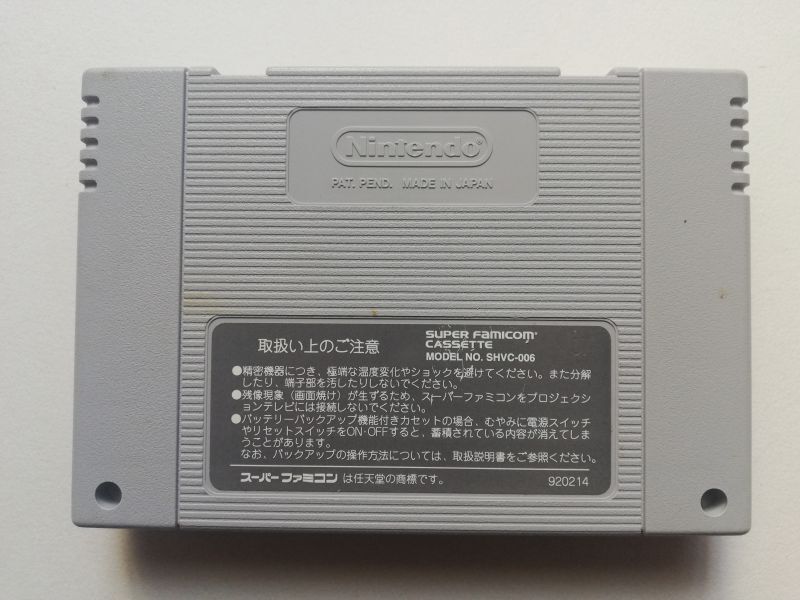 Nintendo®
PAT. PEND. MADE IN JAPAN
取扱い上のご注意
SUPER FAMICOM™
CASSETTE
MODEL NO. SHVC-006
●精密機器につき、極端な温度変化やショックを避けてください。また分解
したり、端子部を汚したりしないでください。
●残像現象（画面焼け）が生ずるため、スーパーファミコンをプロジェクシ
ョンテレビには接続しないでください。
●バッテリーバックアップ機能付きカセットの場合、むやみに電源スイッチ
やリセットスイッチをON・OFFすると、蓄積されている内容が消えてしま
うことがあります。
なお、バックアップの操作方法については、取扱説明書をご参照ください。
スーパーファミコン は任天堂の商標です。
920214